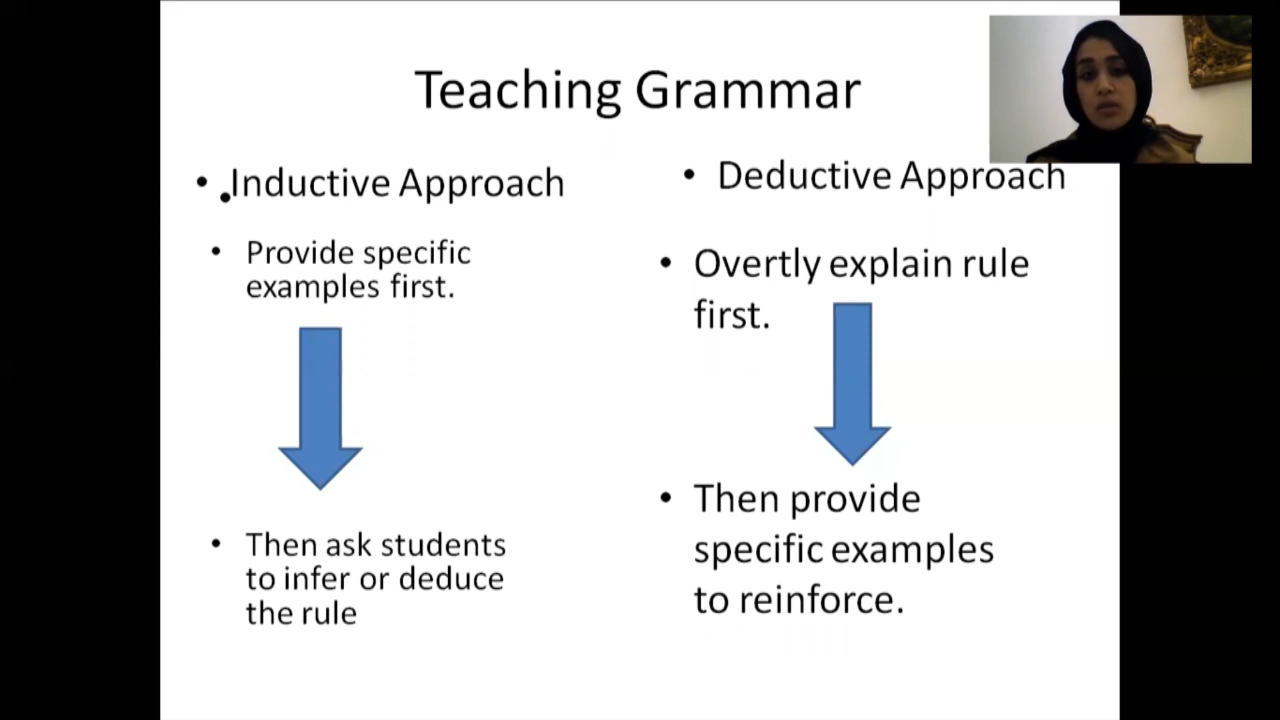 Teaching Grammar
• Inductive Approach
• Provide specific
examples first.
• Then ask students
to infer or deduce
the rule
• Deductive Approach
• Overtly explain rule
first.
• Then provide
specific examples
to reinforce.